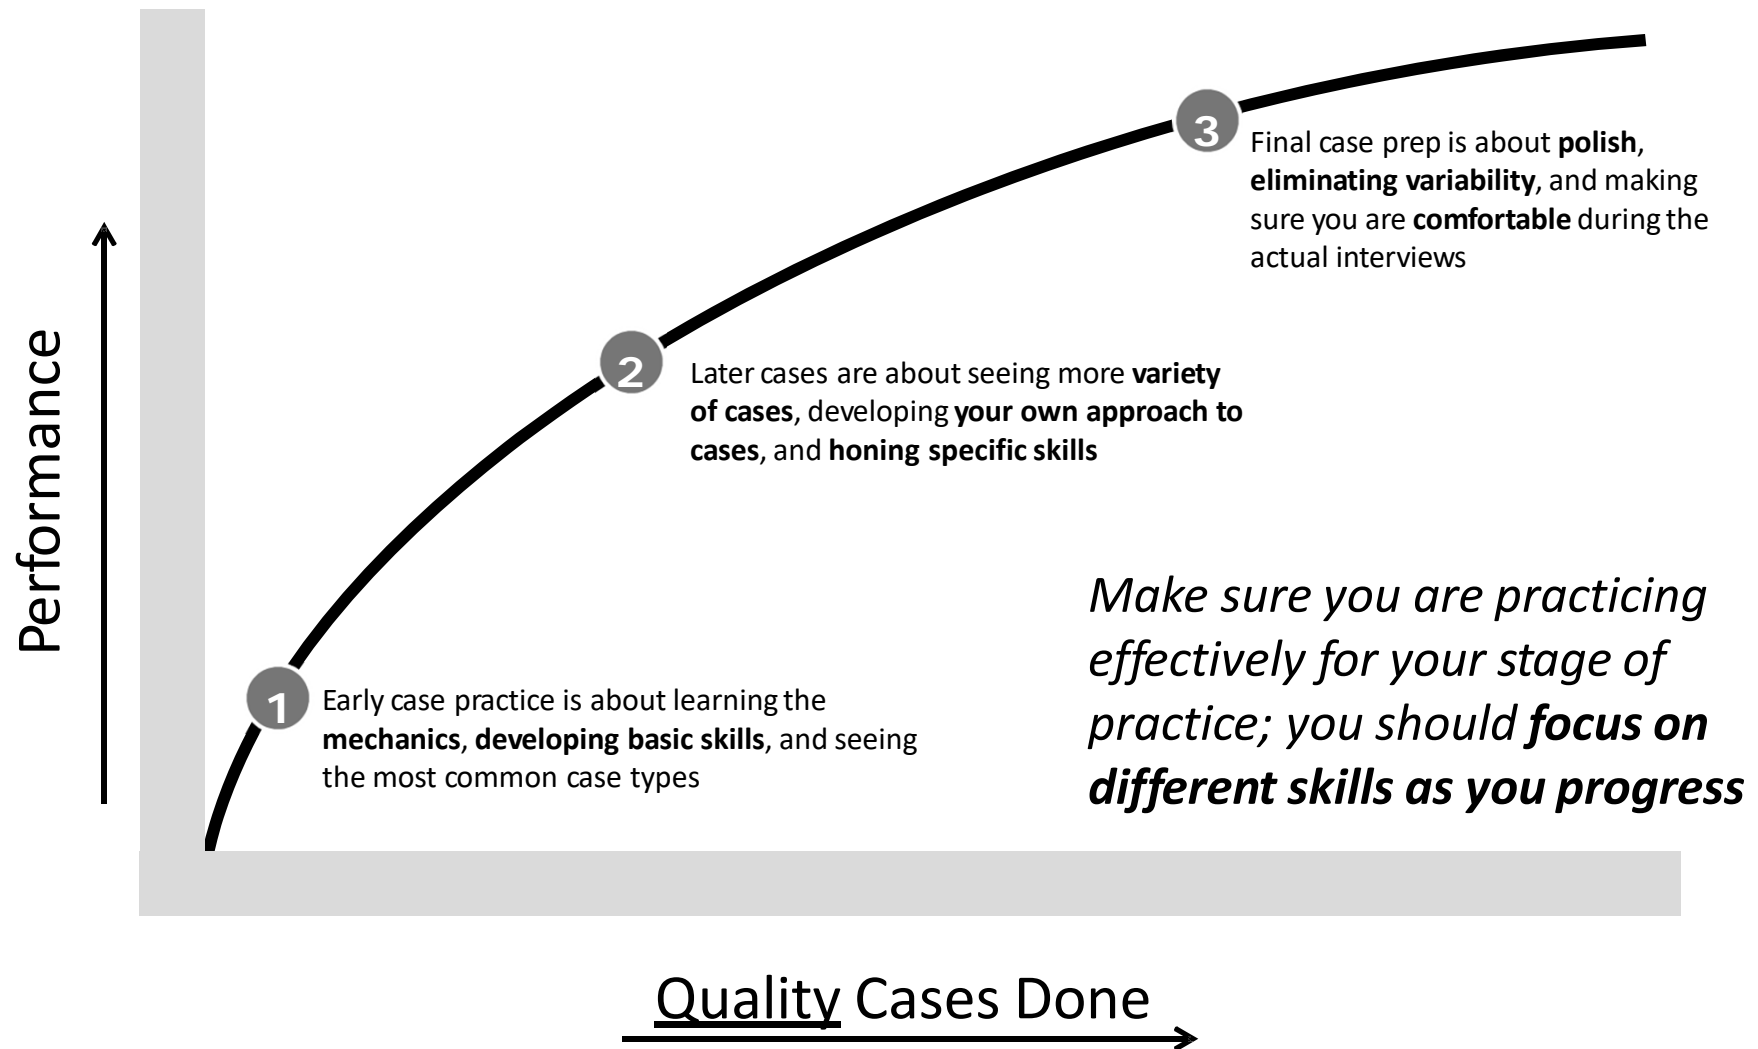 3
Final case prep is about polish,
eliminating variability, and making
sure you are comfortable during the
actual interviews
2
Later cases are about seeing more variety
of cases, developing your own approach to
cases, and honing specific skills
Performance
Make sure you are practicing
effectively for your stage of
practice; you should focus on
different skills as you progress
1
Early case practice is about learning the
mechanics, developing basic skills, and seeing
the most common case types
Quality Cases Done